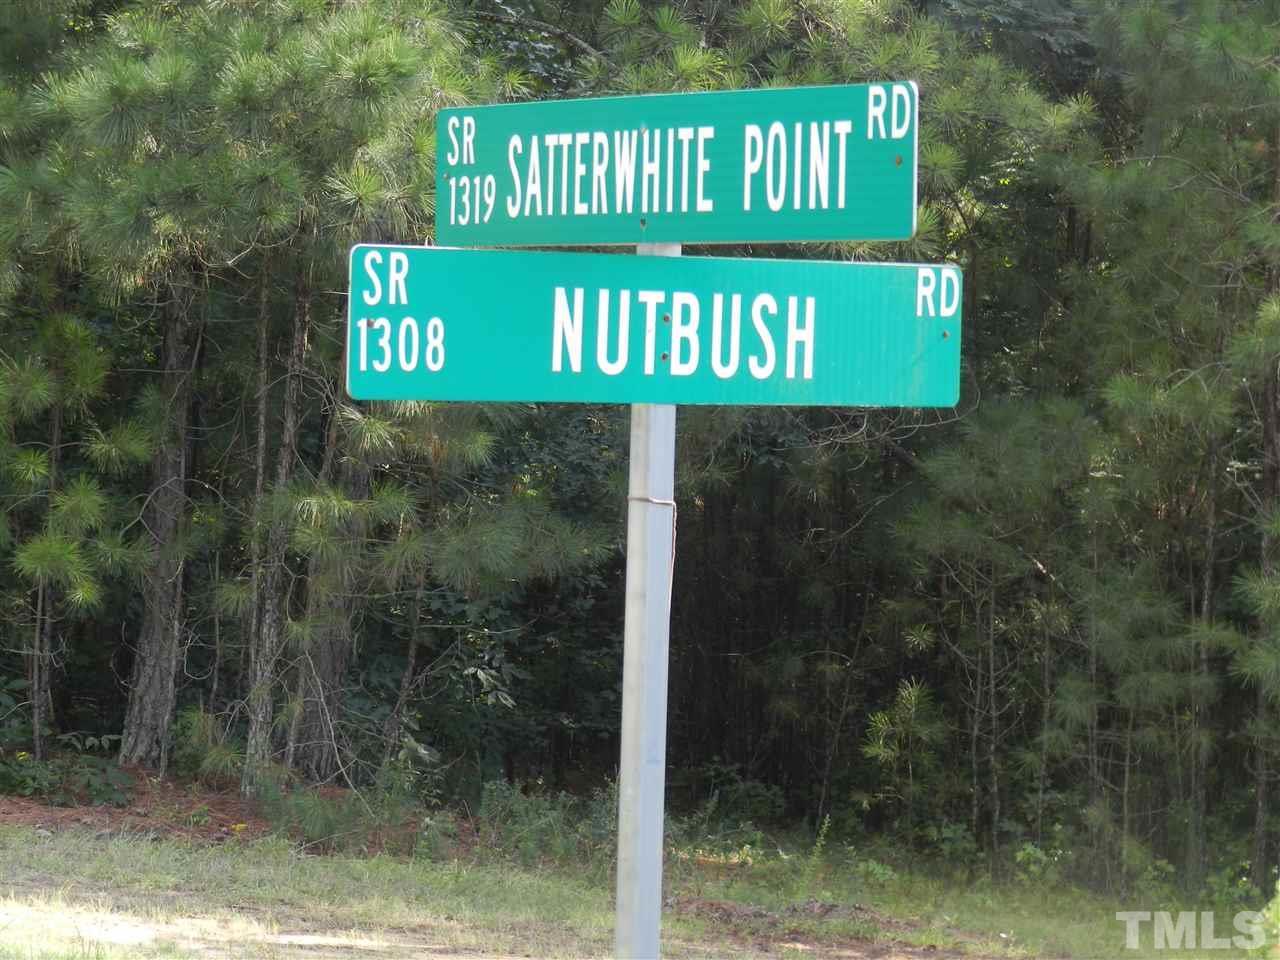 SR 1319 SATTERWHITE POINT RD
SR 1308 NUTBUSH RD
TMLS